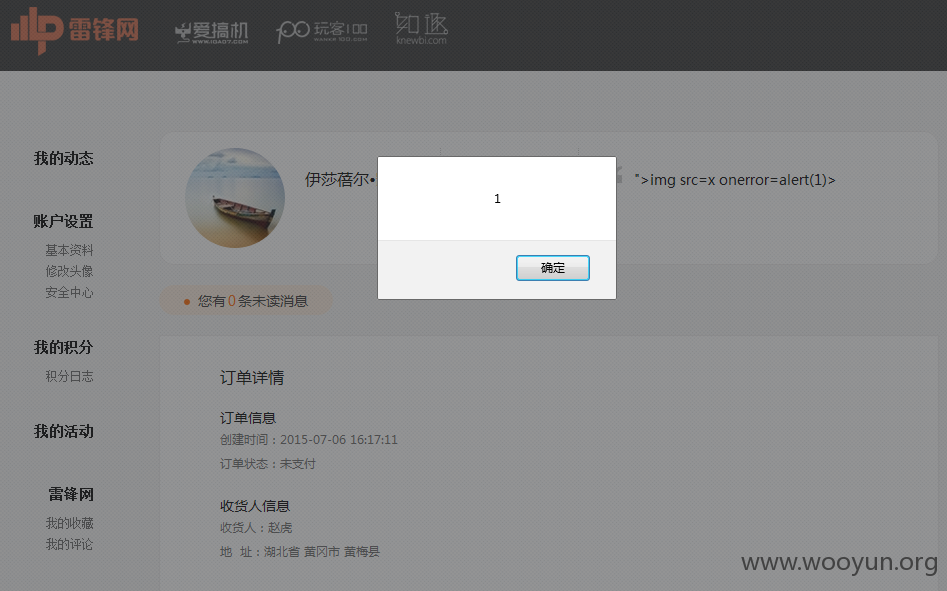 雷锋网 爱搞机 玩客100 知逼
WWW.IGAO7.COM WANKE100.COM knewbi.com
我的动态
账户设置
基本资料
修改头像
安全中心
我的积分
积分日志
我的活动
雷锋网
我的收藏
我的评论
伊莎蓓尔•
">img src=x onerror=alert(1)>
1
确定
您有0条未读消息
订单详情
订单信息
创建时间：2015-07-06 16:17:11
订单状态：未支付
收货人信息
收货人：赵虎
地 址：湖北省 黄冈市 黄梅县
www.wooyun.org